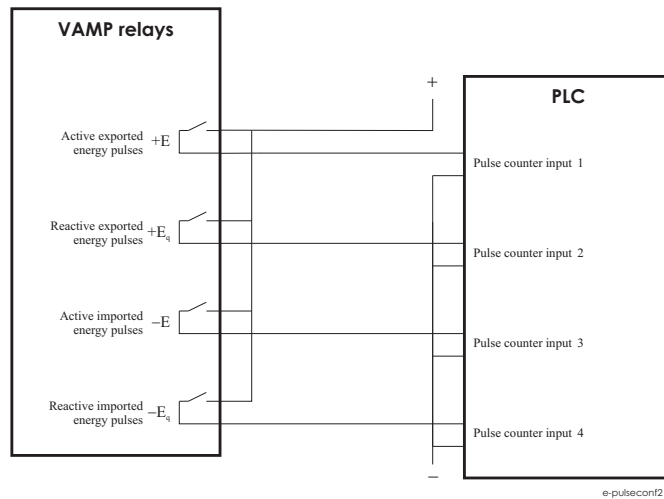 VAMP relays
+
PLC
Active exported
energy pulses
+E
Pulse counter input 1
Reactive exported
energy pulses
+Eq
Pulse counter input 2
Active imported
energy pulses
–E
Pulse counter input 3
Reactive imported
energy pulses
–Eq
Pulse counter input 4
–
e-pulseconf2